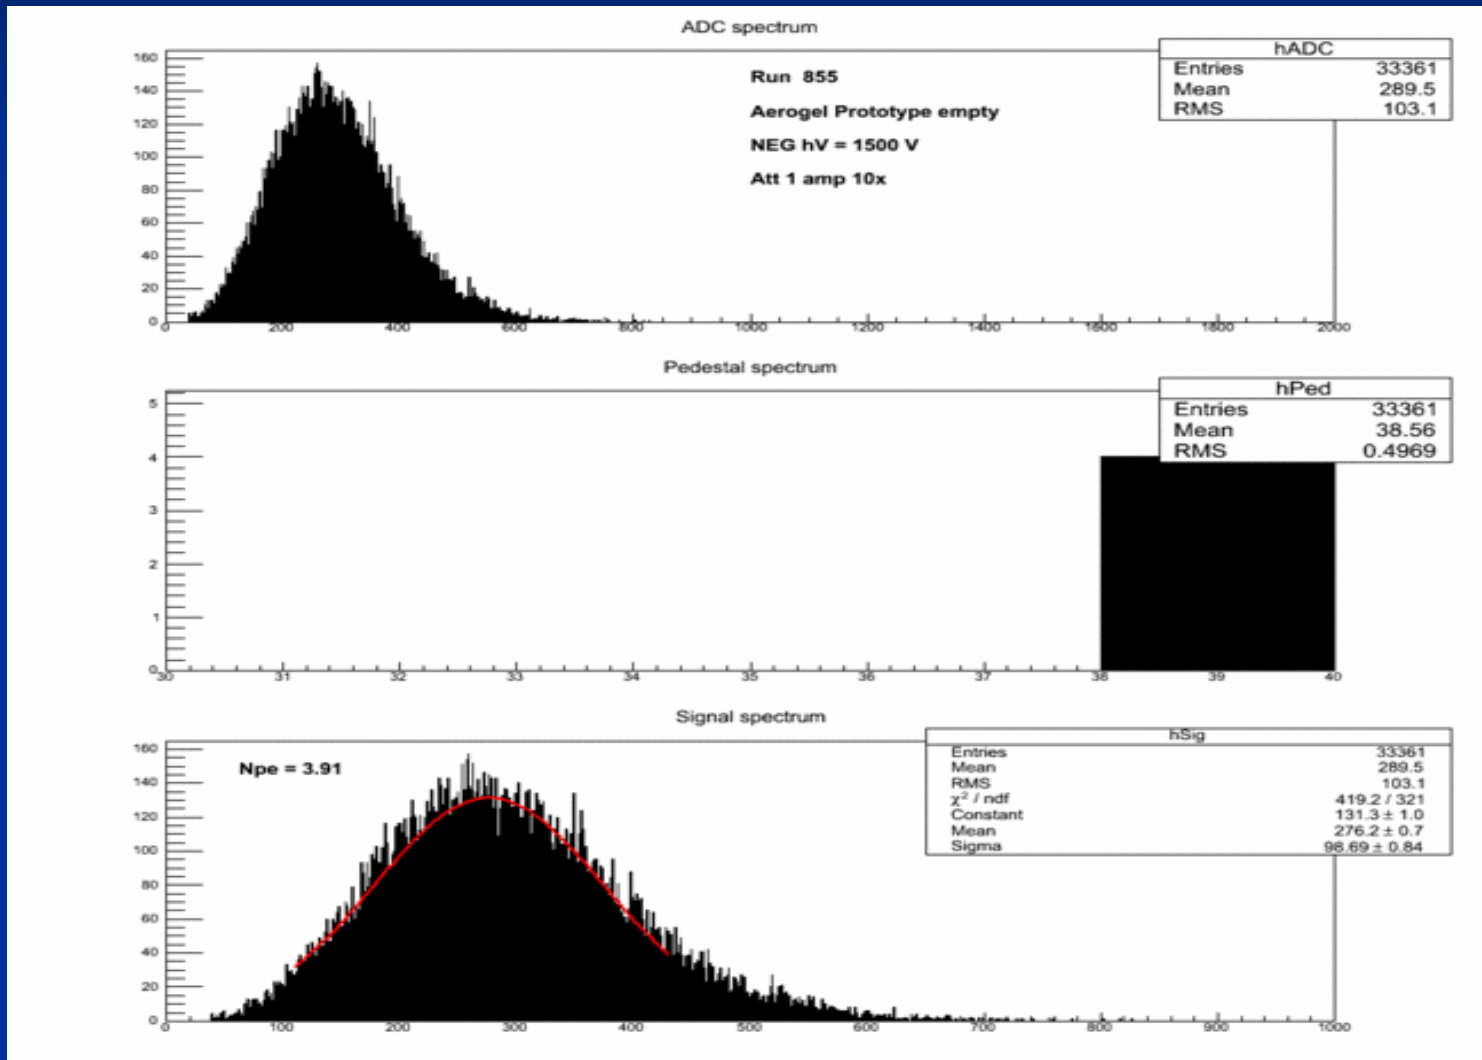 ADC spectrum
hADC
Entries 33361
Mean 289.5
RMS 103.1
Run 855
Aerogel Prototype empty
NEG hV = 1500 V
Att 1 amp 10x
160
140
120
100
80
60
40
20
0
0 200 400 600 800 1000 1200 1400 1600 1800 2000
Pedestal spectrum
hPed
Entries 33361
Mean 38.56
RMS 0.4969
5
4
3
2
1
0
30 31 32 33 34 35 36 37 38 39 40
Signal spectrum
hSig
Entries 33361
Mean 289.5
RMS 103.1
χ² / ndf 419.2 / 321
Constant 131.3 ± 1.0
Mean 276.2 ± 0.7
Sigma 98.69 ± 0.84
Npe = 3.91
160
140
120
100
80
60
40
20
0
0 100 200 300 400 500 600 700 800 900 1000